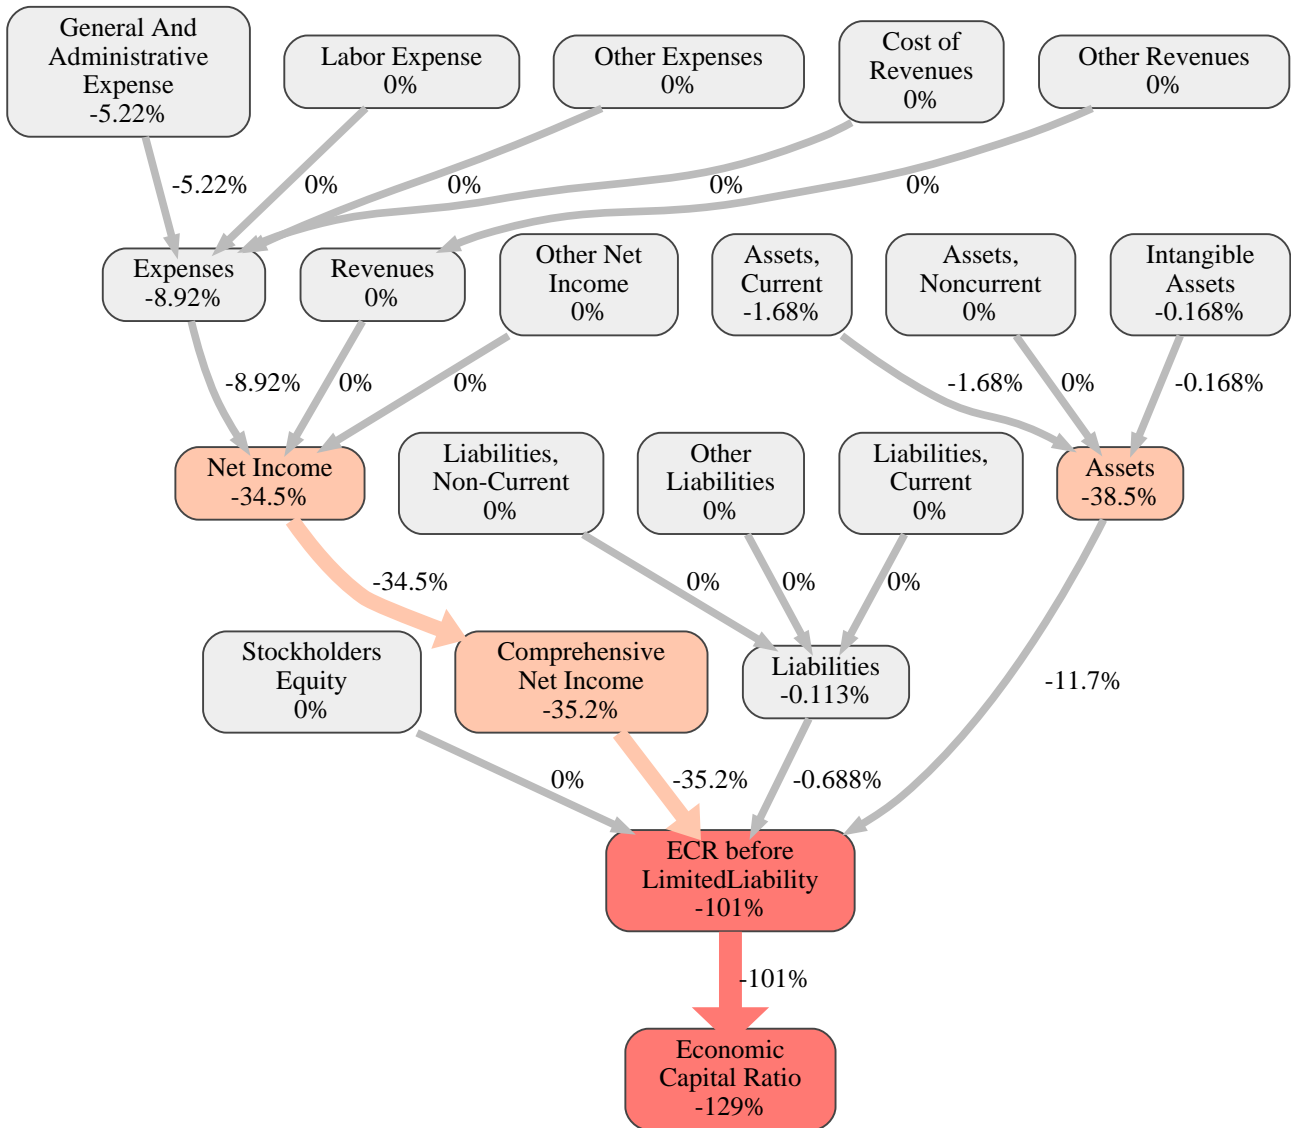 General And
Administrative
Expense
-5.22%
Labor Expense
0%
Other Expenses
0%
Cost of
Revenues
0%
Other Revenues
0%
-5.22%
0%
0%
0%
0%
Expenses
-8.92%
Revenues
0%
Other Net
Income
0%
Assets,
Current
-1.68%
Assets,
Noncurrent
0%
Intangible
Assets
-0.168%
-8.92%
0%
0%
-1.68%
0%
-0.168%
Net Income
-34.5%
Liabilities,
Non-Current
0%
Other
Liabilities
0%
Liabilities,
Current
0%
Assets
-38.5%
-34.5%
0%
0%
0%
Stockholders
Equity
0%
Comprehensive
Net Income
-35.2%
Liabilities
-0.113%
-11.7%
0%
-35.2%
-0.688%
ECR before
LimitedLiability
-101%
-101%
Economic
Capital Ratio
-129%